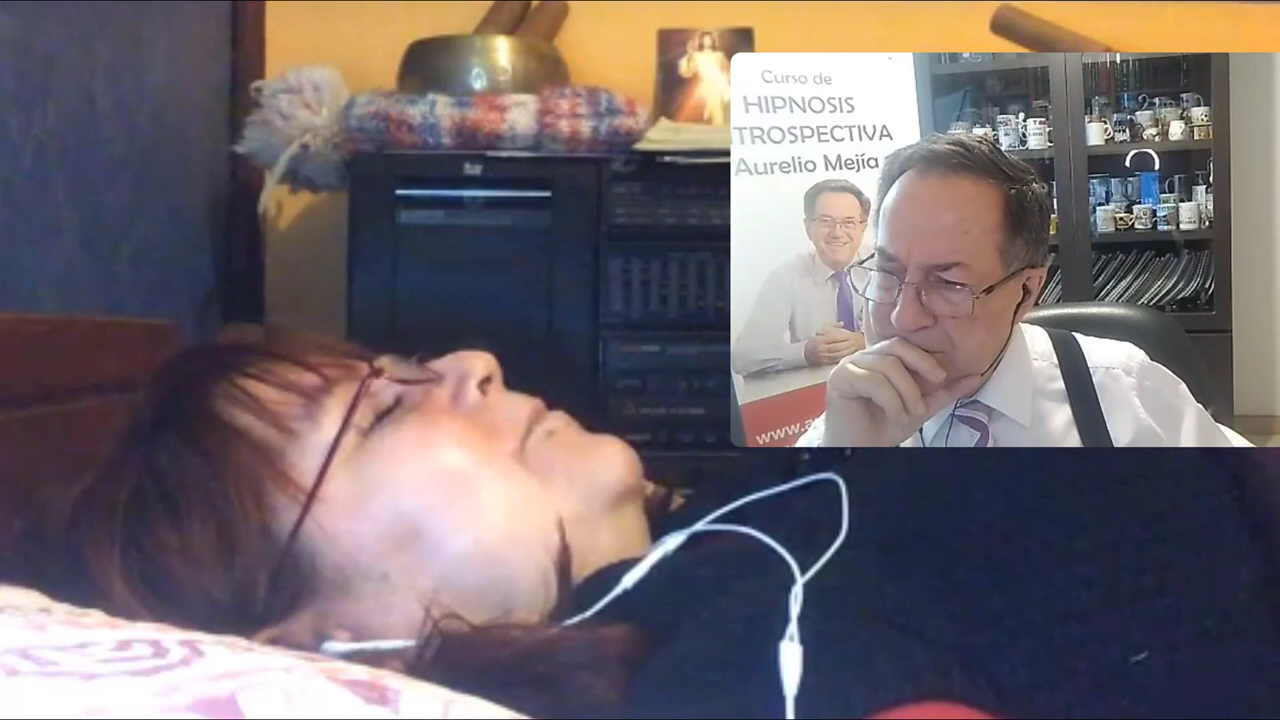 Curso de
HIPNOSIS
TROSPECTIVA
Aurelio Mejía
www.a